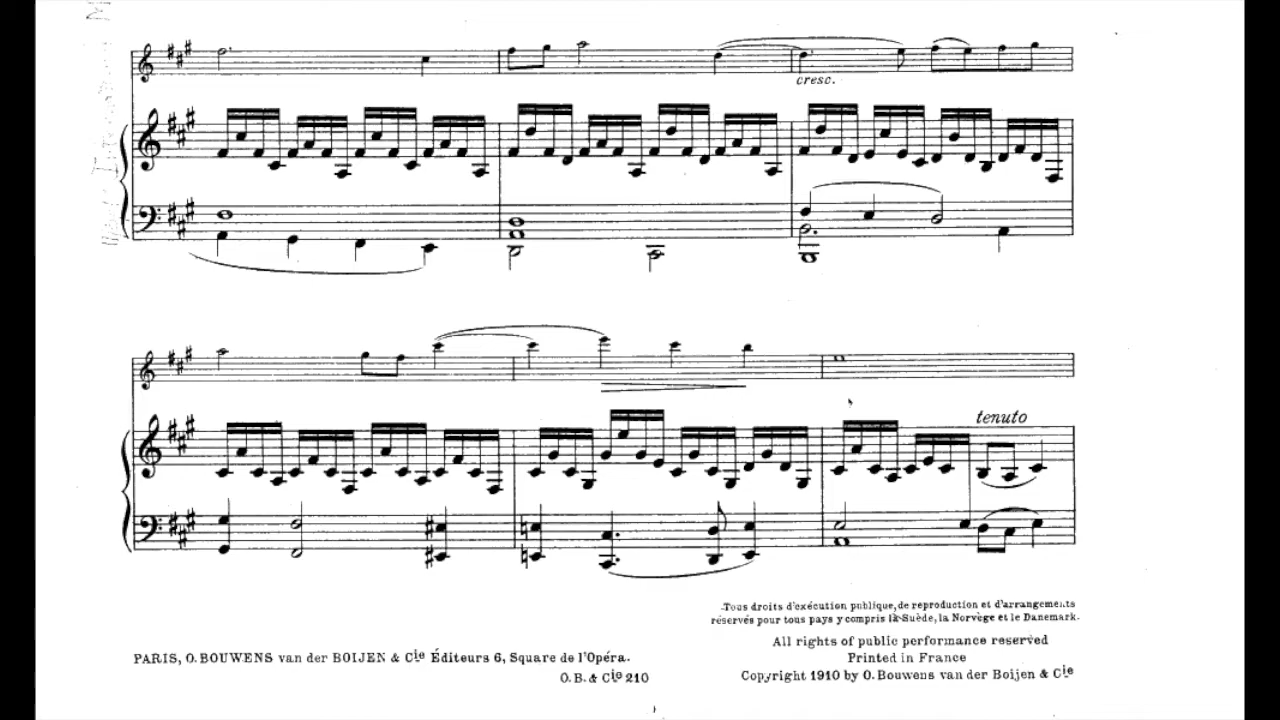 cresc.
tenuto
Tous droits d'exécution publique, de reproduction et d'arrangements
réservés pour tous pays y compris la Suède, la Norvège et le Danemark.
All rights of public performance reserved
PARIS, O. BOUWENS van der BOIJEN & Cie Éditeurs 6, Square de l'Opéra.
Printed in France
O. B. & Cie 210
Copyright 1910 by O. Bouwens van der Boijen & Cie